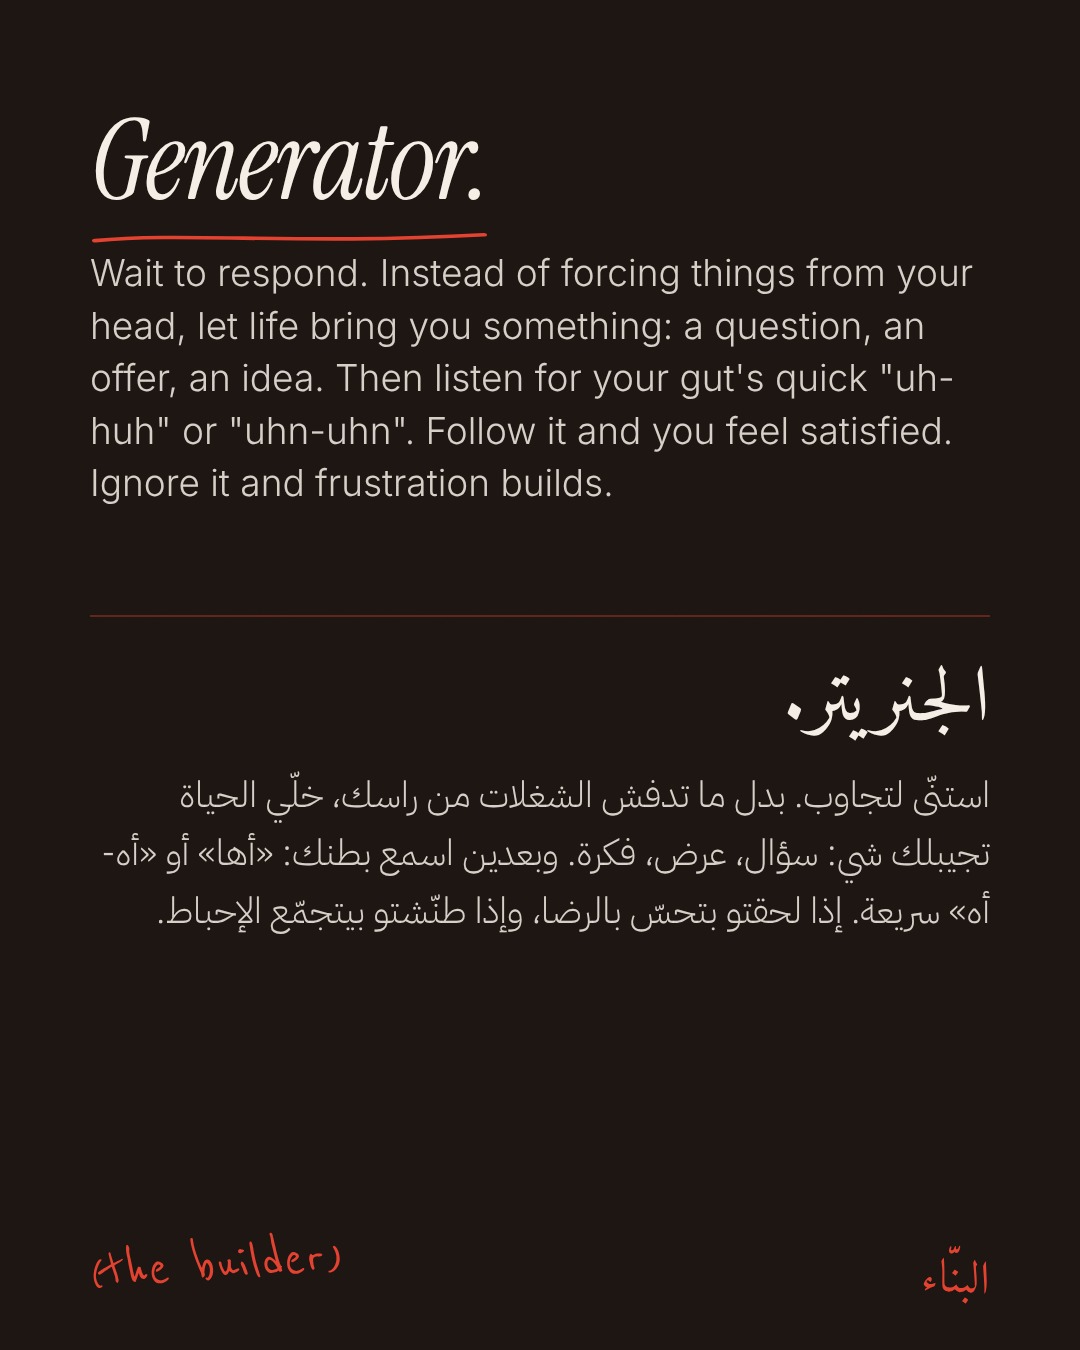 Generator.
Wait to respond. Instead of forcing things from your
head, let life bring you something: a question, an
offer, an idea. Then listen for your gut's quick "uh-
huh" or "uhn-uhn". Follow it and you feel satisfied.
Ignore it and frustration builds.
الجنريتر.
استنّى لتجاوب. بدل ما تدفش الشغلات من راسك، خلّي الحياة
تجيبلك شي: سؤال، عرض، فكرة. وبعدين اسمع بطنك: «أها» أو «أه-
أه» سريعة. إذا لحقتو بتحسّ بالرضا، وإذا طنّشتو بيتجمّع الإحباط.
(the builder)
البنّاء